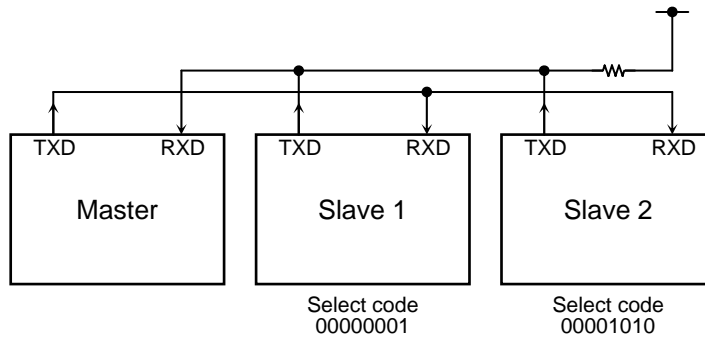 TXD RXD TXD RXD TXD RXD
Master Slave 1 Slave 2
Select code Select code
00000001 00001010